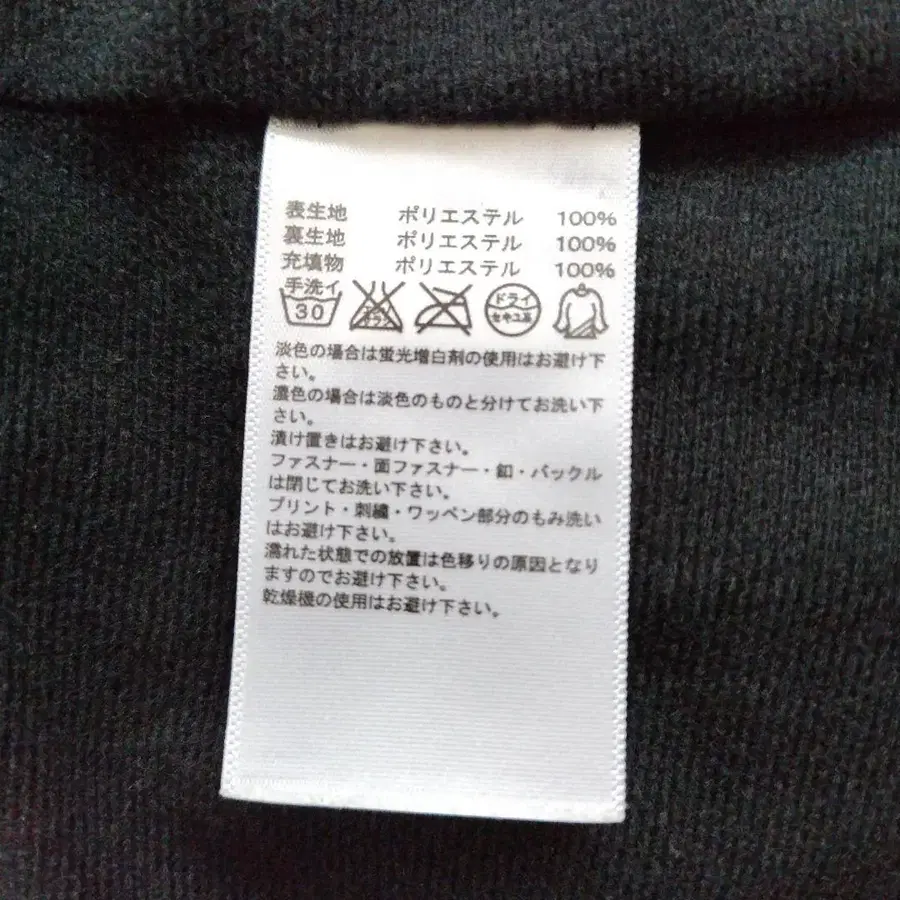 表生地 ポリエステル 100%
裏生地 ポリエステル 100%
充填物 ポリエステル 100%
手洗イ
30 エンソ サラシ ドライ セキユ系
淡色の場合は蛍光増白剤の使用はお避け下
さい。
濃色の場合は淡色のものと分けてお洗い下
さい。
漬け置きはお避け下さい。
ファスナー・面ファスナー・釦・バックル
は閉じてお洗い下さい。
プリント・刺繍・ワッペン部分のもみ洗い
はお避け下さい。
濡れた状態での放置は色移りの原因となり
ますのでお避け下さい。
乾燥機の使用はお避け下さい。